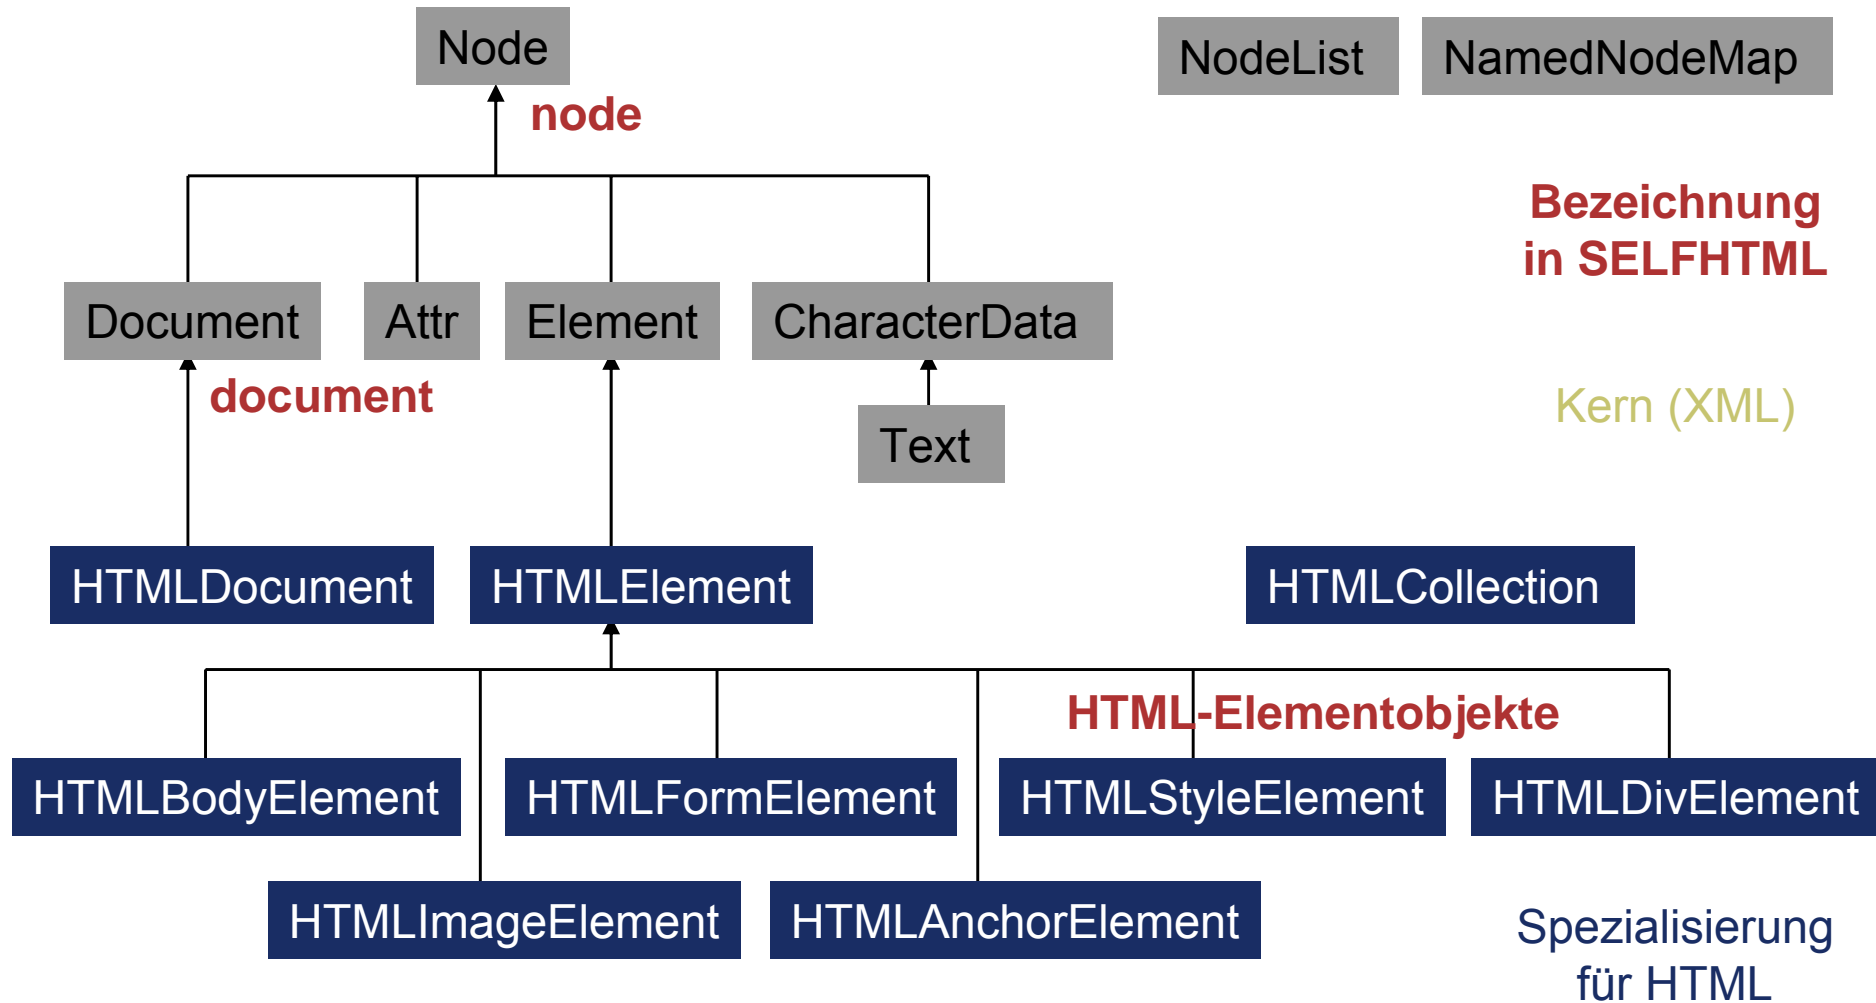 Node
NodeList
NamedNodeMap
node
Bezeichnung
in SELFHTML
Document
Attr
Element
CharacterData
document
Kern (XML)
Text
HTMLDocument
HTMLElement
HTMLCollection
HTML-Elementobjekte
HTMLBodyElement
HTMLFormElement
HTMLStyleElement
HTMLDivElement
HTMLImageElement
HTMLAnchorElement
Spezialisierung
für HTML